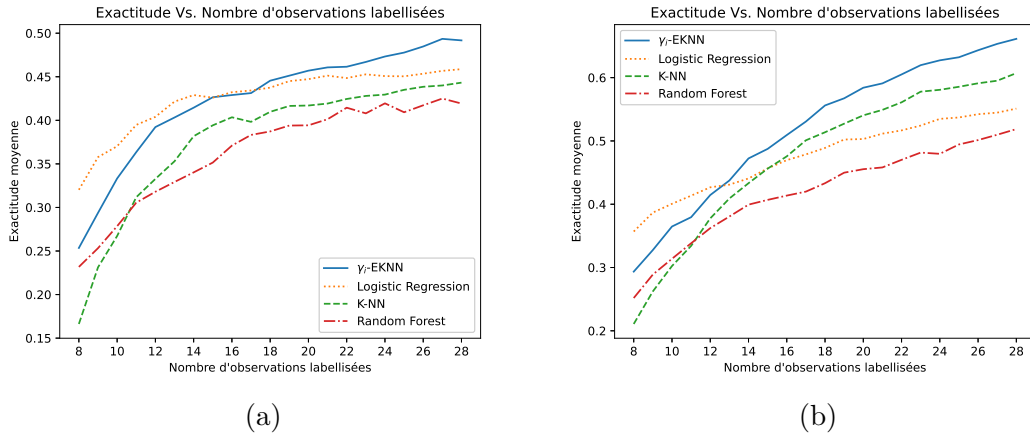 Exactitude Vs. Nombre d'observations labellisées
Exactitude moyenne
0.50
0.45
0.40
0.35
0.30
0.25
0.20
0.15
γi-EKNN
Logistic Regression
K-NN
Random Forest
8 10 12 14 16 18 20 22 24 26 28
Nombre d'observations labellisées
(a)
Exactitude Vs. Nombre d'observations labellisées
γi-EKNN
Logistic Regression
K-NN
Random Forest
Exactitude moyenne
0.6
0.5
0.4
0.3
0.2
8 10 12 14 16 18 20 22 24 26 28
Nombre d'observations labellisées
(b)